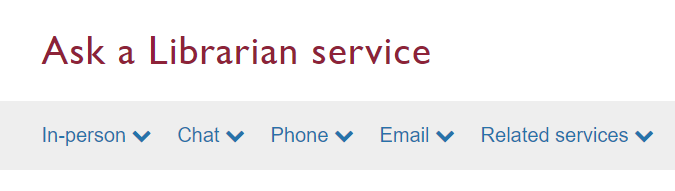 Ask a Librarian service
In-person Chat Phone Email Related services